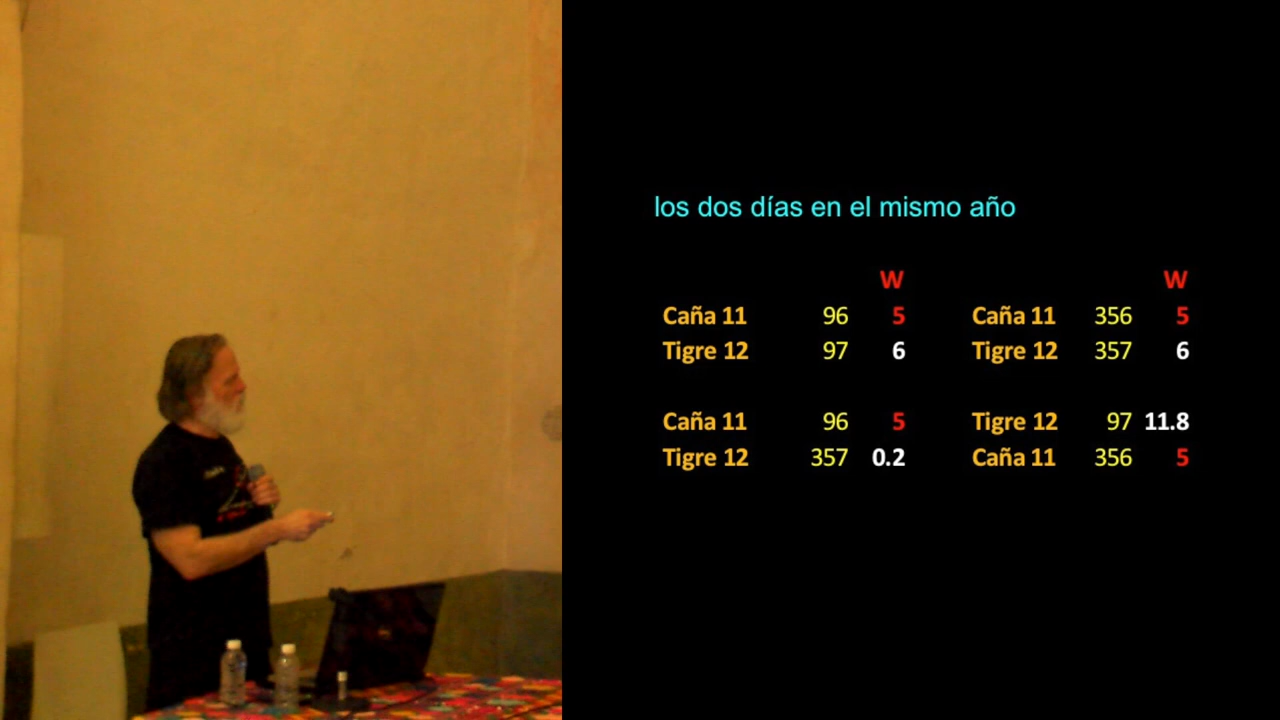 los dos días en el mismo año
W W
Caña 11 96 5 Caña 11 356 5
Tigre 12 97 6 Tigre 12 357 6
Caña 11 96 5 Tigre 12 97 11.8
Tigre 12 357 0.2 Caña 11 356 5